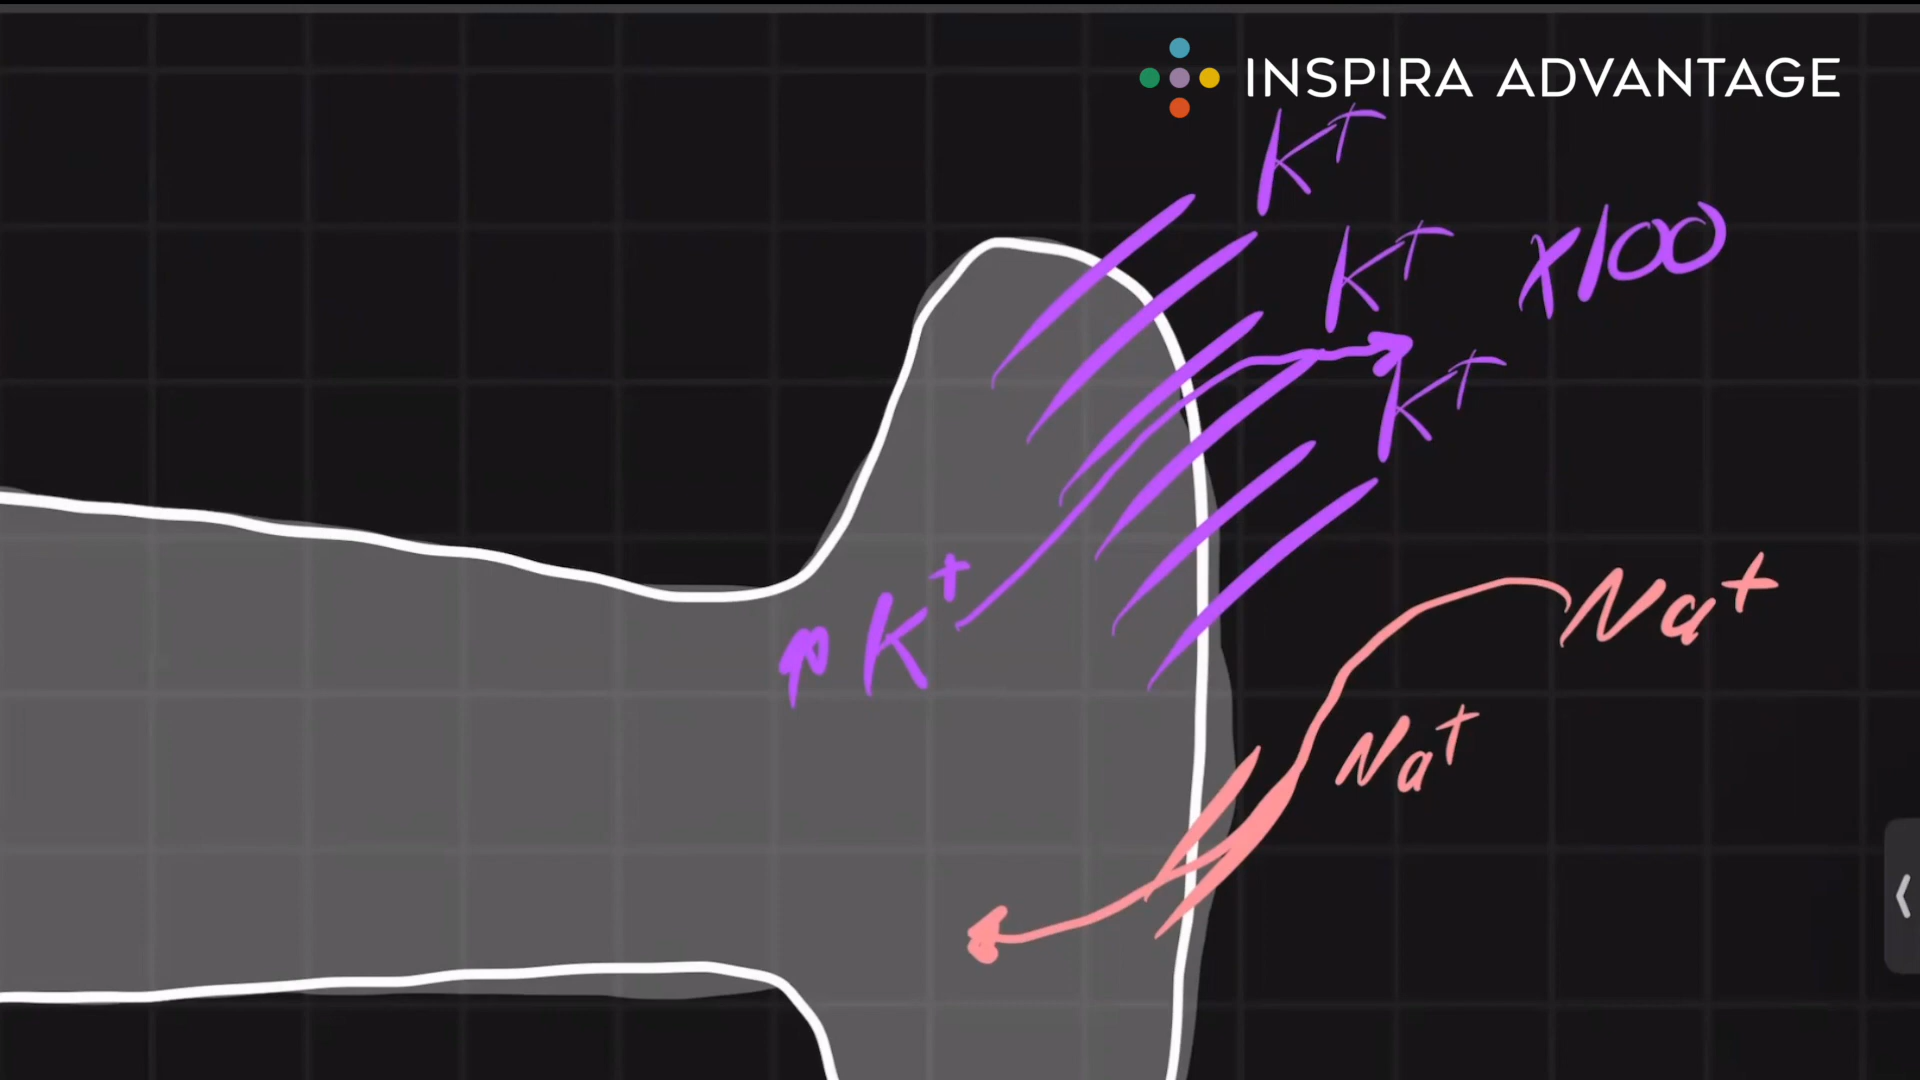 INSPIRA ADVANTAGE
K+
K+ x100
K+
K+
Na+
Na+